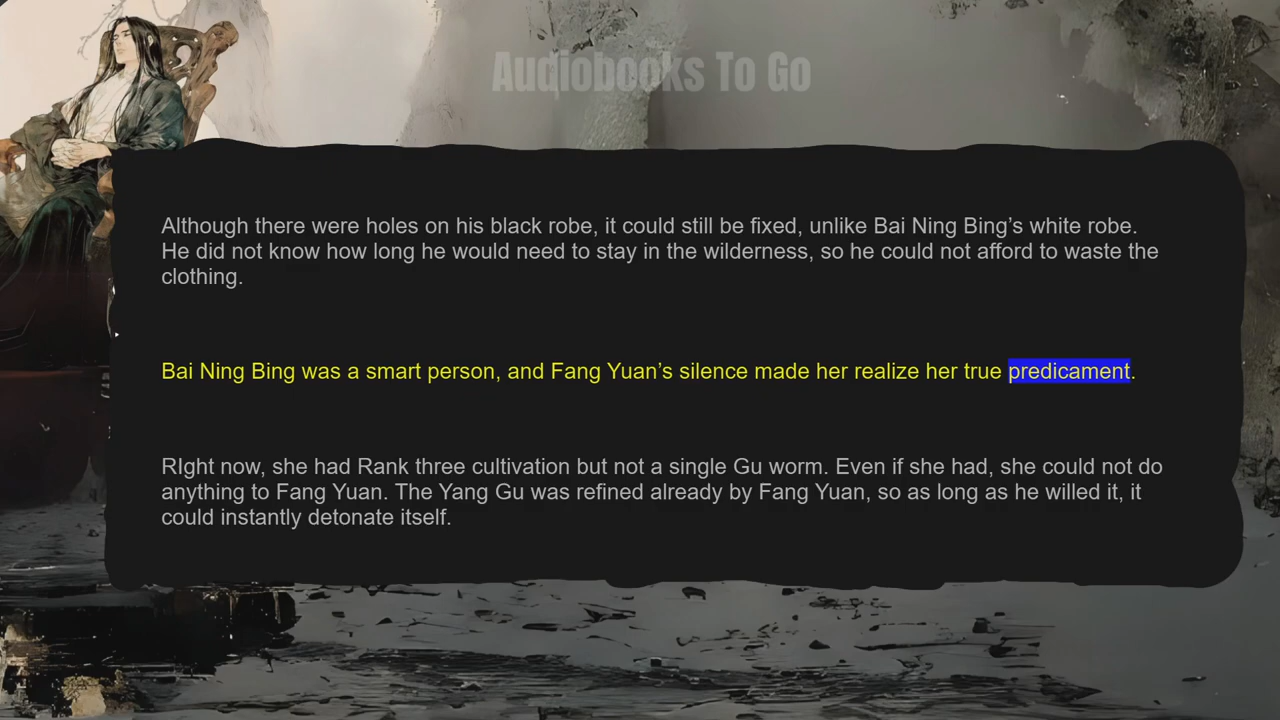 Audiobooks To Go
Although there were holes on his black robe, it could still be fixed, unlike Bai Ning Bing’s white robe.
He did not know how long he would need to stay in the wilderness, so he could not afford to waste the
clothing.
Bai Ning Bing was a smart person, and Fang Yuan’s silence made her realize her true predicament.
RIght now, she had Rank three cultivation but not a single Gu worm. Even if she had, she could not do
anything to Fang Yuan. The Yang Gu was refined already by Fang Yuan, so as long as he willed it, it
could instantly detonate itself.